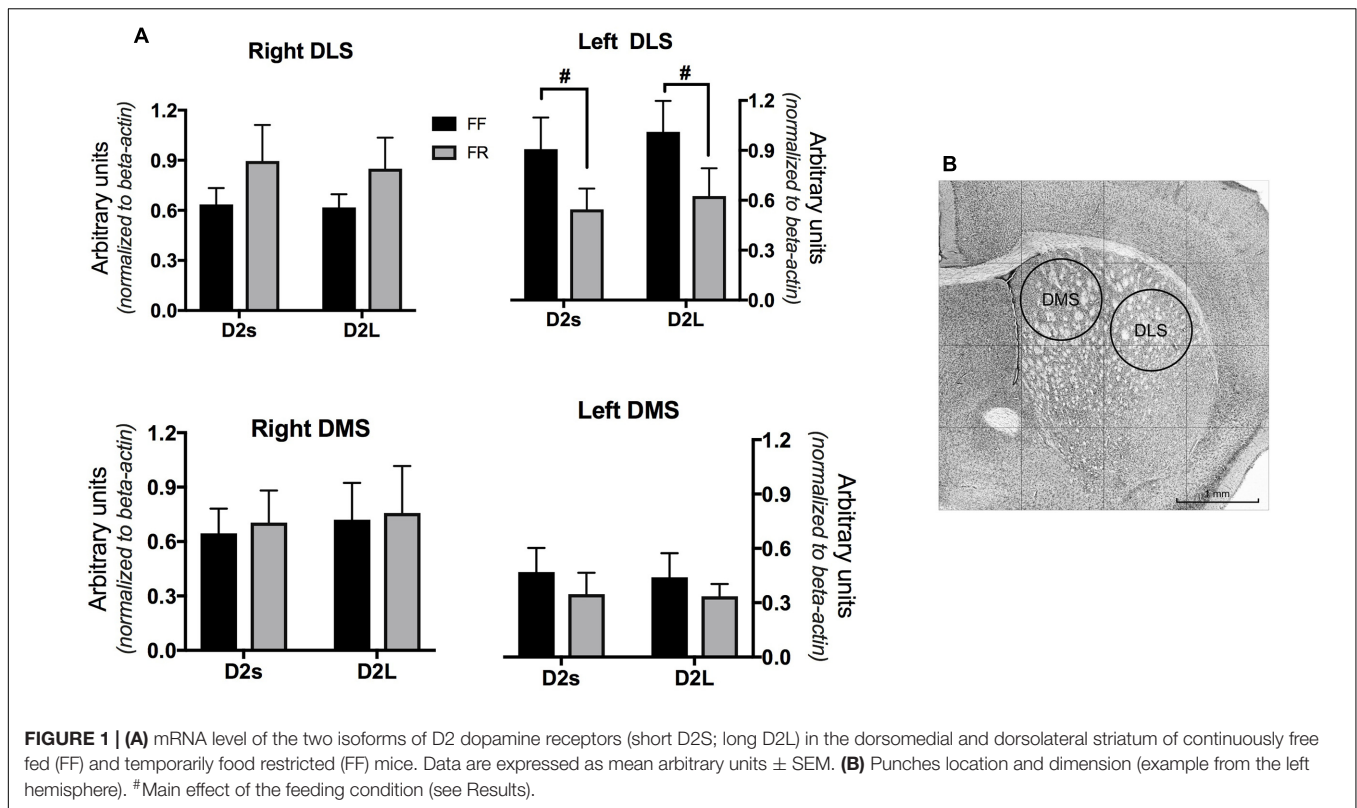 A
Right DLS
Arbitrary units
(normalized to beta-actin)
1.2
0.9
0.6
0.3
0.0
D2s
D2L
FF
FR
Left DLS
#
#
1.2
0.9
0.6
0.3
0.0
Arbitrary units
(normalized to beta-actin)
D2s
D2L
Right DMS
Arbitrary units
(normalized to beta-actin)
1.2
0.9
0.6
0.3
0.0
D2s
D2L
Left DMS
1.2
0.9
0.6
0.3
0.0
Arbitrary units
(normalized to beta-actin)
D2s
D2L
B
DMS
DLS
1 mm
FIGURE 1 | (A) mRNA level of the two isoforms of D2 dopamine receptors (short D2S; long D2L) in the dorsomedial and dorsolateral striatum of continuously free
fed (FF) and temporarily food restricted (FF) mice. Data are expressed as mean arbitrary units ± SEM. (B) Punches location and dimension (example from the left
hemisphere). #Main effect of the feeding condition (see Results).